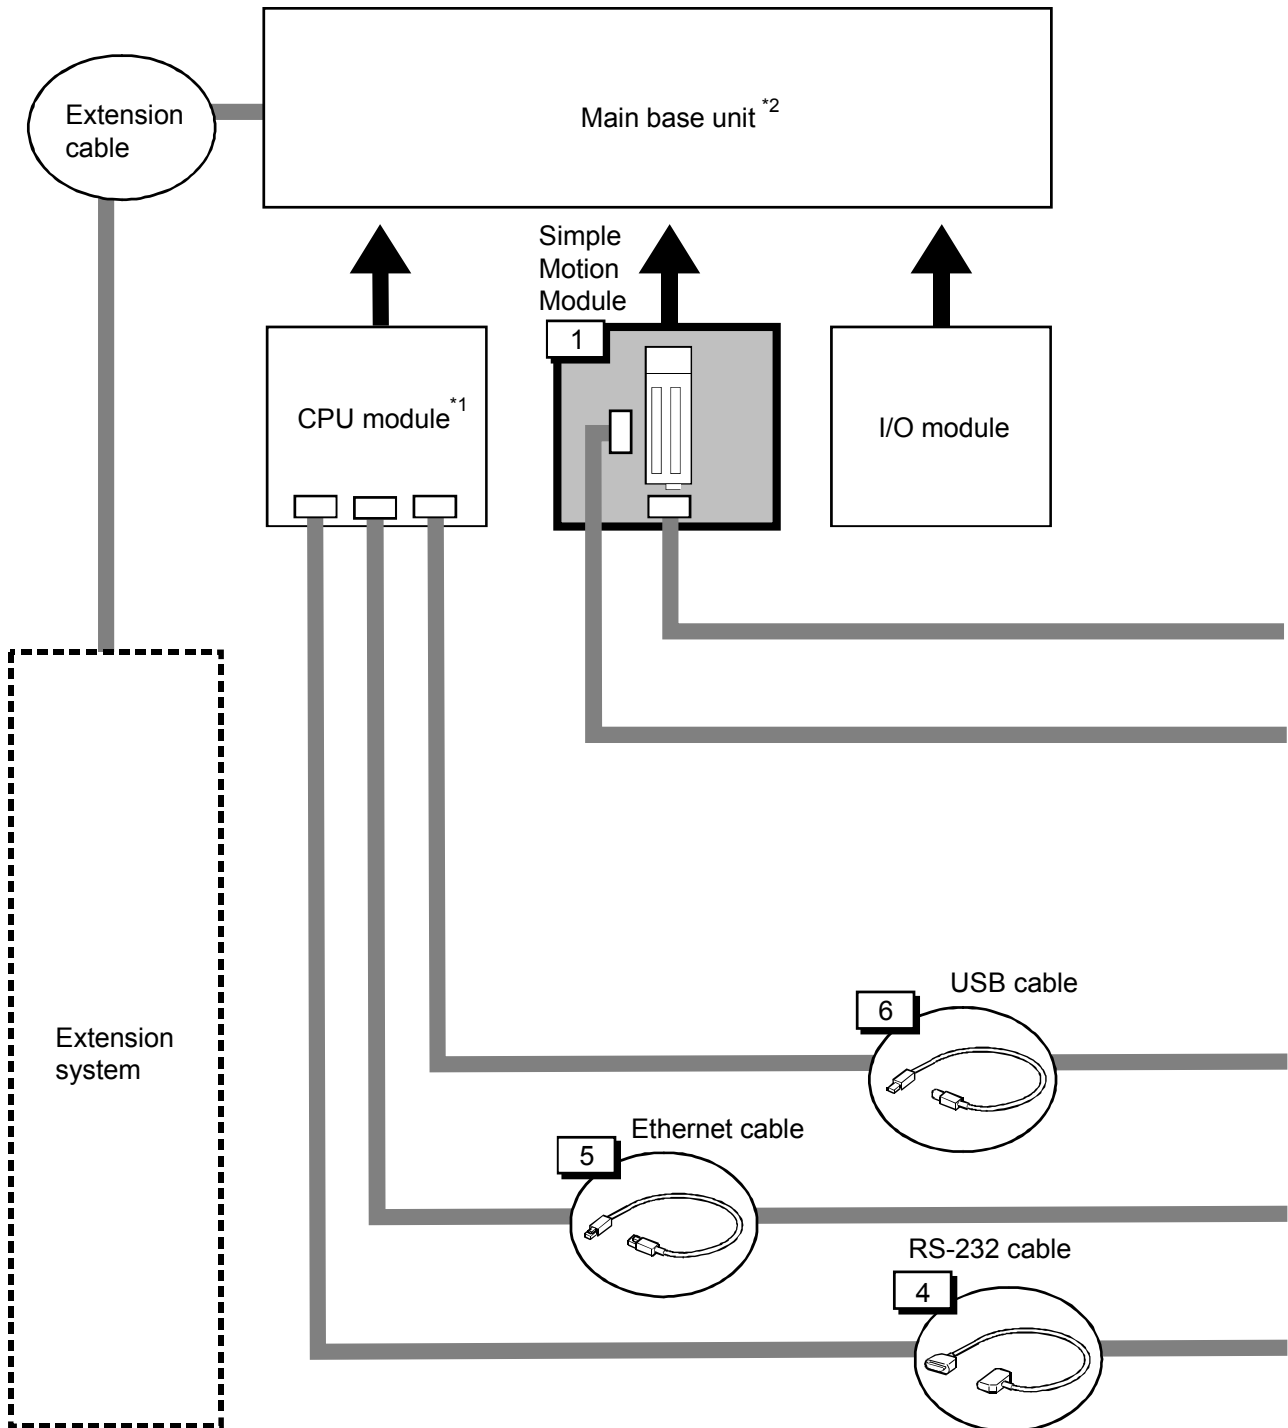 Main base unit *2
Extension
cable
Simple
Motion
Module
1
CPU module*1
I/O module
USB cable
6
Extension
system
Ethernet cable
5
RS-232 cable
4